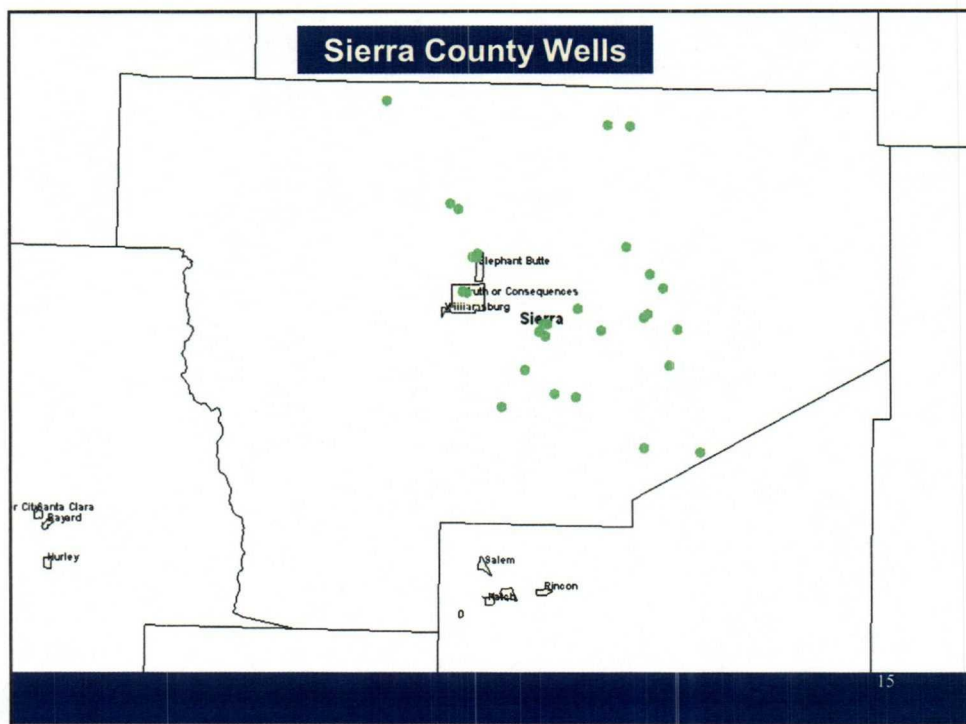 Sierra County Wells
Elephant Butte
Truth or Consequences
Williamsburg
Sierra
Santa Clara
Bayard
Hurley
Salem
Hatch
Rincon
15